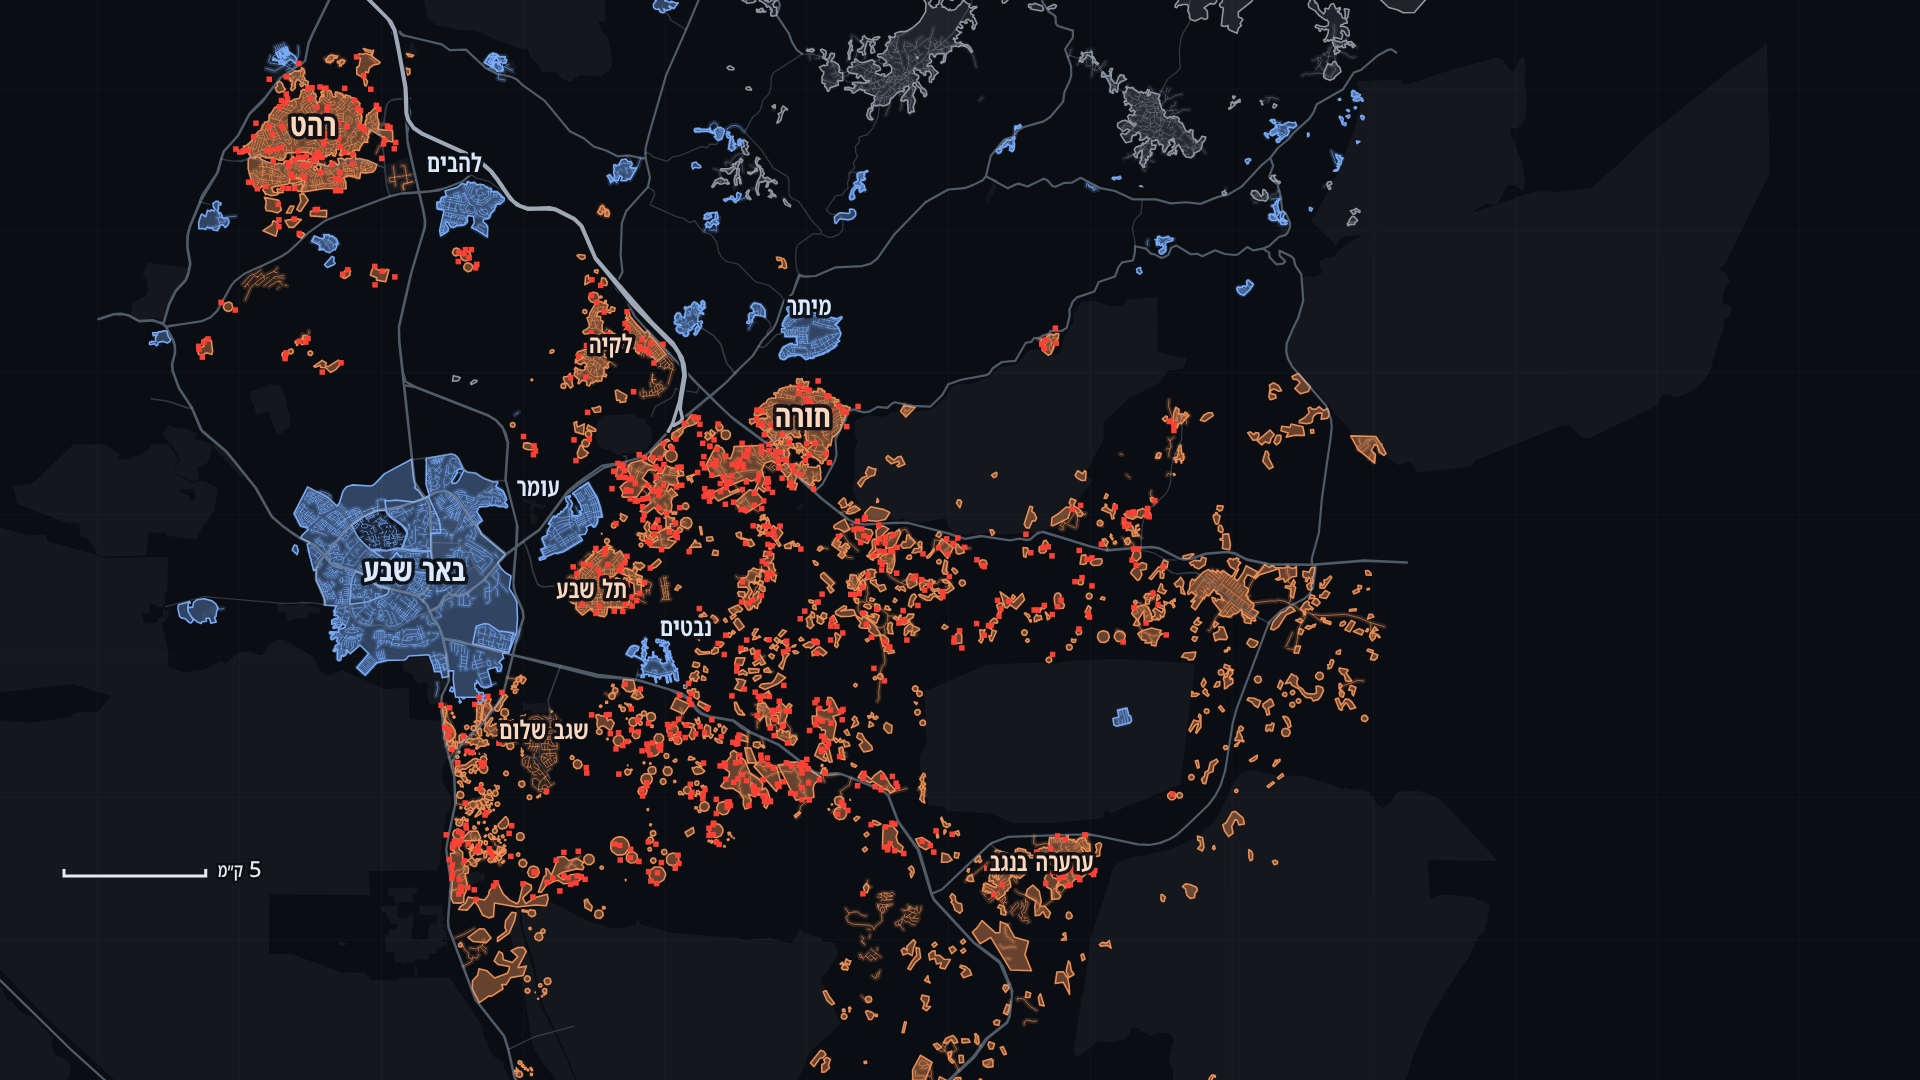 רהט
להבים
מיתר
לקיה
חורה
עומר
באר שבע
תל שבע
נבטים
שגב שלום
ערערה בנגב
5 ק״מ